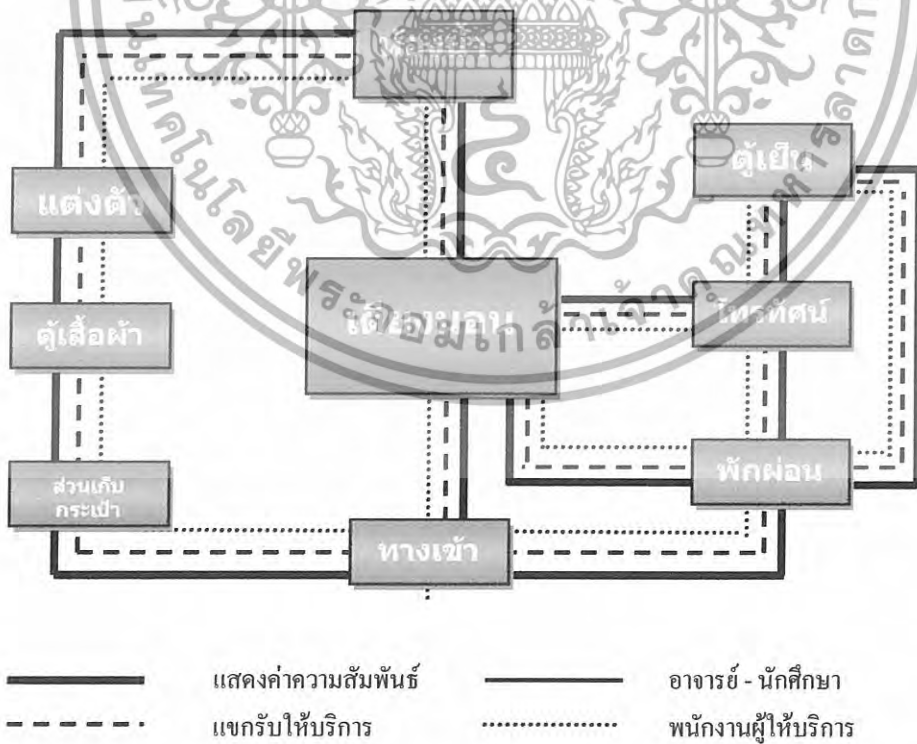 ตู้เย็น
แต่งตัว
เตียงนอน
โทรทัศน์
ตู้เสื้อผ้า
พักผ่อน
ส่วนเก็บ
กระเป๋า
ทางเข้า
แสดงค่าความสัมพันธ์
อาจารย์ - นักศึกษา
แขกรับให้บริการ
พนักงานผู้ให้บริการ